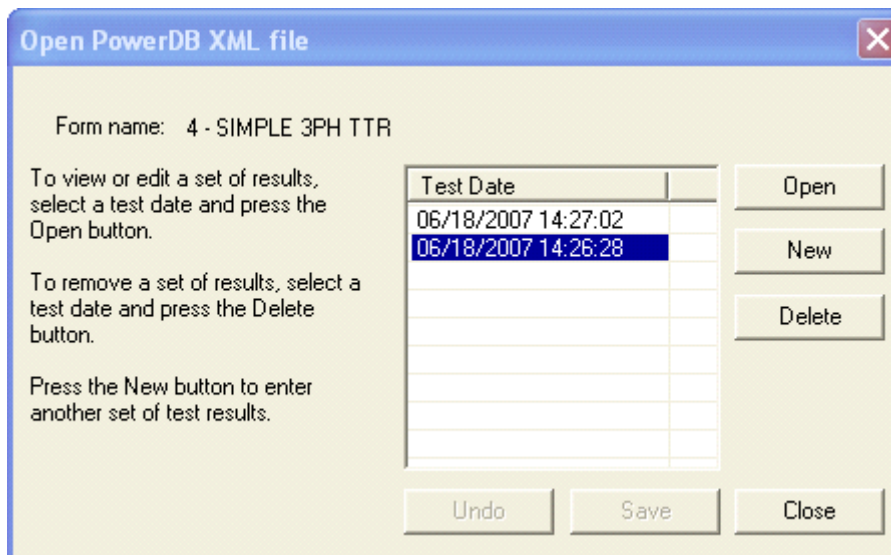 Open PowerDB XML file
Form name: 4 - SIMPLE 3PH TTR
To view or edit a set of results,
select a test date and press the
Open button.
To remove a set of results, select a
test date and press the Delete
button.
Press the New button to enter
another set of test results.
Test Date
06/18/2007 14:27:02
06/18/2007 14:26:28
Open
New
Delete
Undo
Save
Close